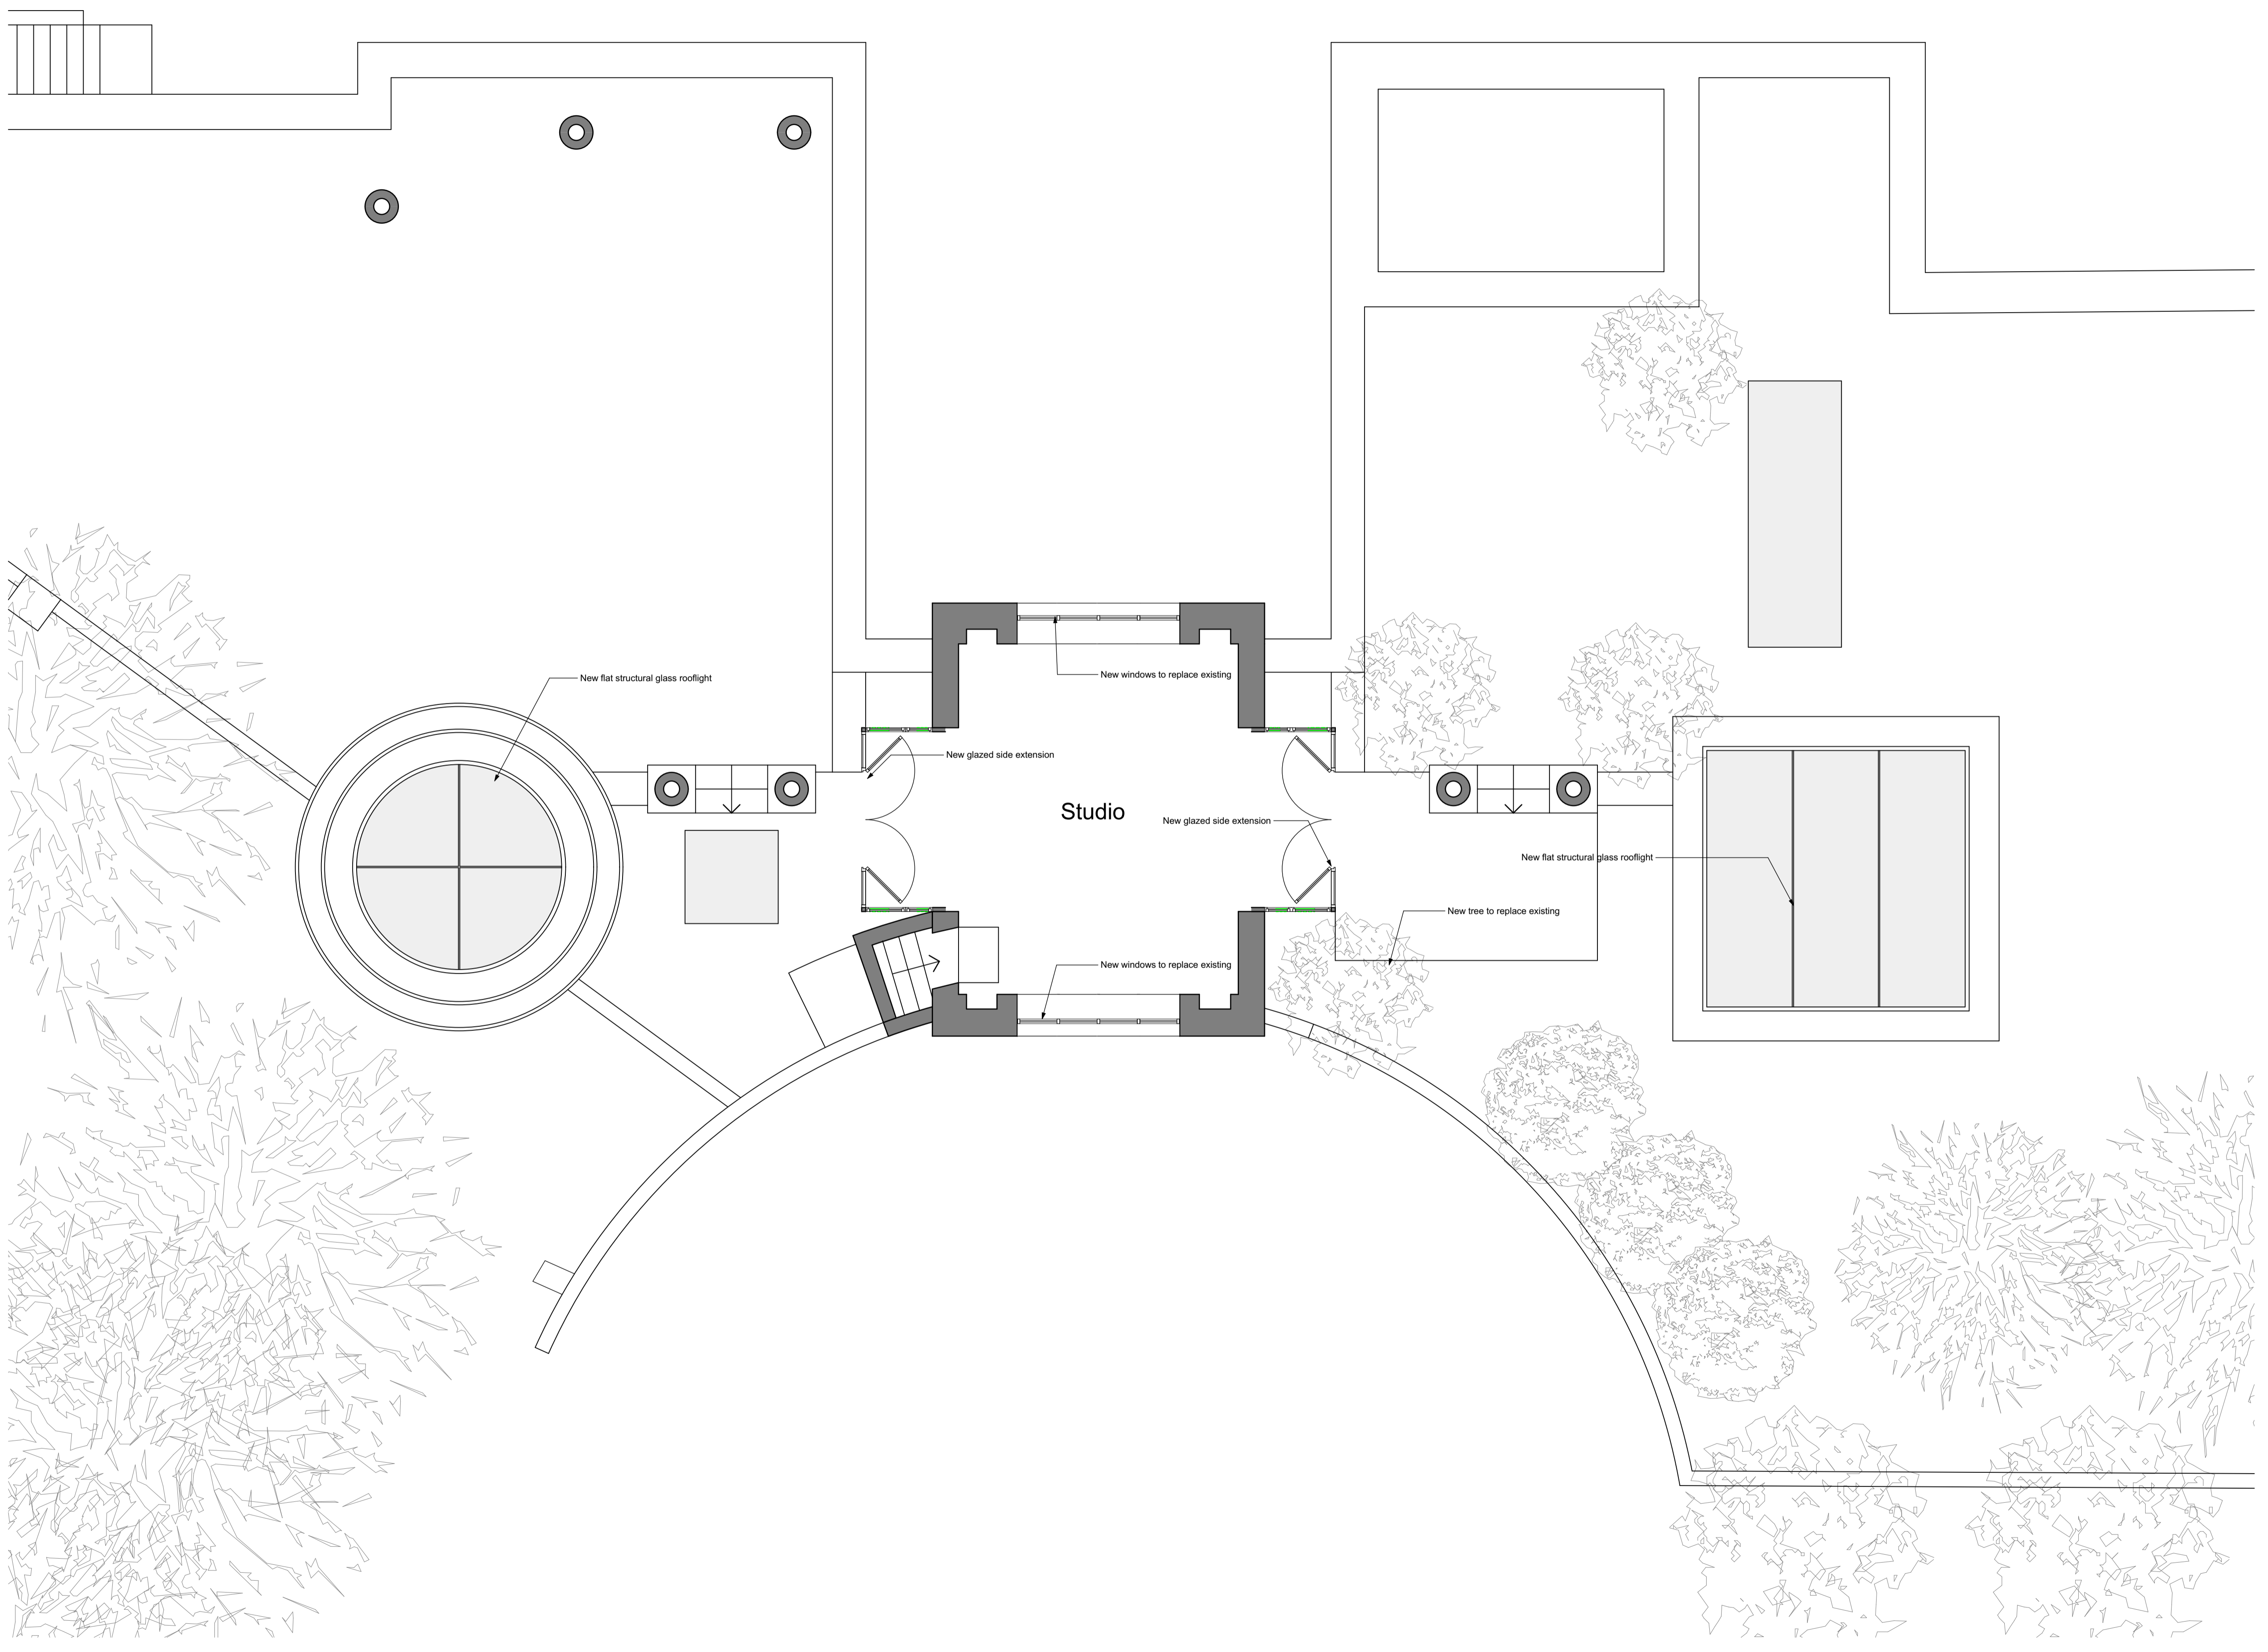 New windows to replace existing
New flat structural glass rooflight
New glazed side extension
Studio
New glazed side extension
New flat structural glass rooflight
New tree to replace existing
New windows to replace existing